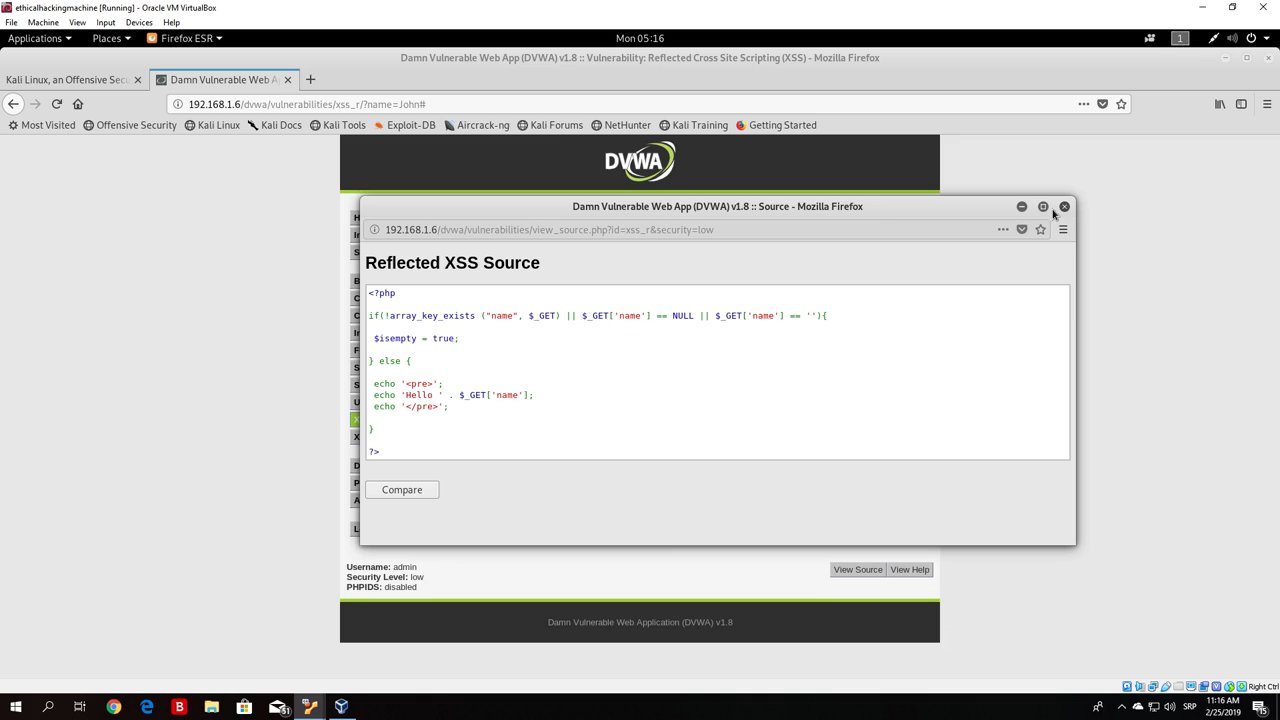 ethicalhackingmachine [Running] - Oracle VM VirtualBox
File Machine View Input Devices Help
Applications Places Firefox ESR Mon 05:16 1
Damn Vulnerable Web App (DVWA) v1.8 :: Vulnerability: Reflected Cross Site Scripting (XSS) - Mozilla Firefox
Kali Linux, an Offensive Secu Damn Vulnerable Web A
192.168.1.6/dvwa/vulnerabilities/xss_r/?name=John#
Most Visited Offensive Security Kali Linux Kali Docs Kali Tools Exploit-DB Aircrack-ng Kali Forums NetHunter Kali Training Getting Started
DVWA
Damn Vulnerable Web App (DVWA) v1.8 :: Source - Mozilla Firefox
192.168.1.6/dvwa/vulnerabilities/view_source.php?id=xss_r&security=low
Reflected XSS Source
<?php
if(!array_key_exists ("name", $_GET) || $_GET['name'] == NULL || $_GET['name'] == ''){
$isempty = true;
} else {
echo '<pre>';
echo 'Hello ' . $_GET['name'];
echo '</pre>';
}
?>
Compare
Username: admin
Security Level: low
PHPIDS: disabled
View Source View Help
Damn Vulnerable Web Application (DVWA) v1.8
Right Ctrl
51
SRP
11:16 AM
2/25/2019
15